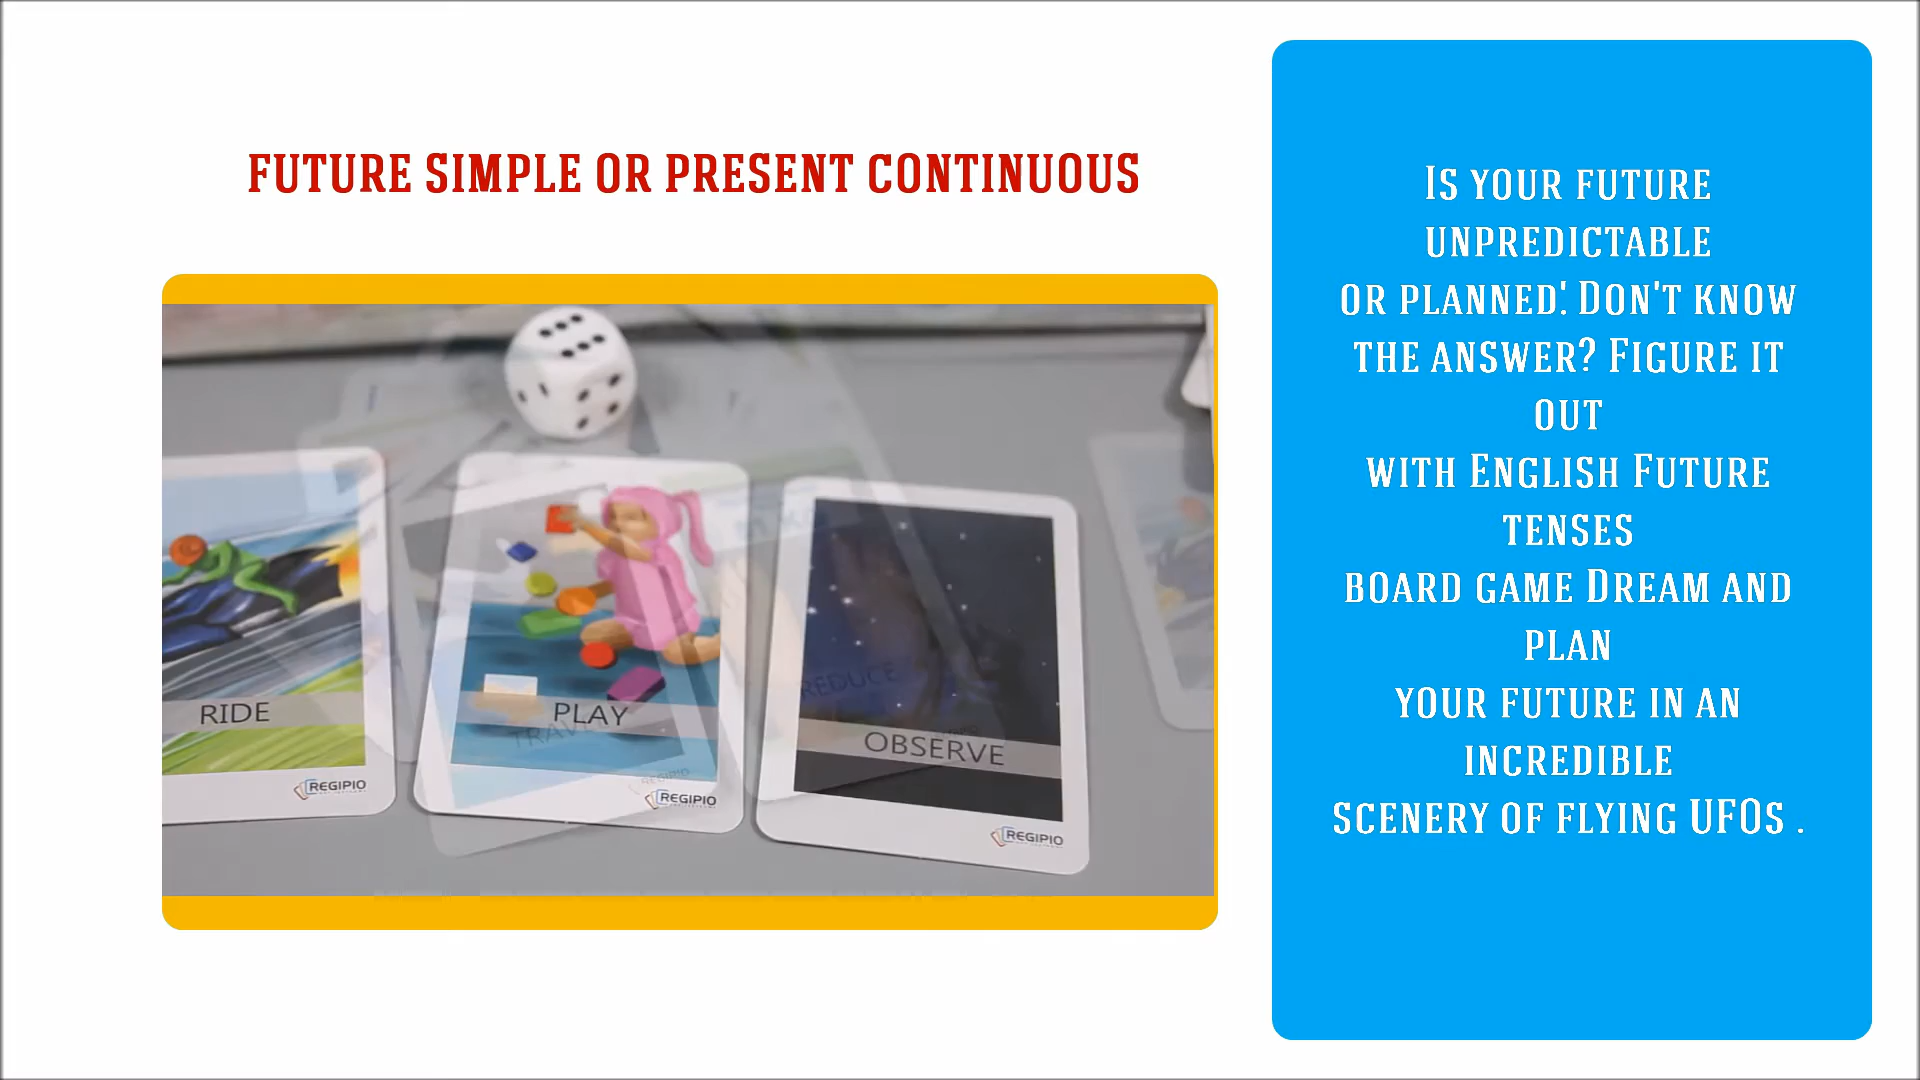 FUTURE SIMPLE OR PRESENT CONTINUOUS
Is your future
unpredictable
or planned? Don't know
the answer? Figure it
out
with English Future
tenses
board game Dream and
plan
your future in an
incredible
scenery of flying UFOs .
RIDE
PLAY
OBSERVE
REDUCE
REGIPIO
REGIPIO
REGIPIO